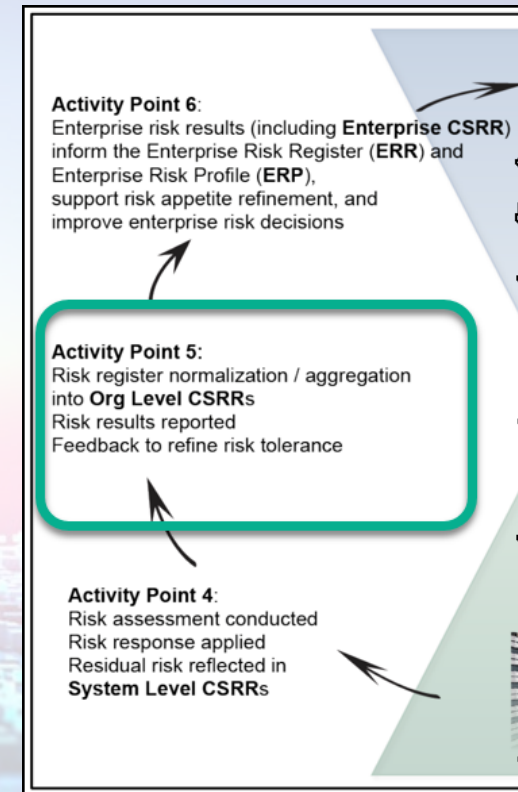 Activity Point 6:
Enterprise risk results (including Enterprise CSRR)
inform the Enterprise Risk Register (ERR) and
Enterprise Risk Profile (ERP),
support risk appetite refinement, and
improve enterprise risk decisions
Activity Point 5:
Risk register normalization / aggregation
into Org Level CSRRs
Risk results reported
Feedback to refine risk tolerance
Activity Point 4:
Risk assessment conducted
Risk response applied
Residual risk reflected in
System Level CSRRs